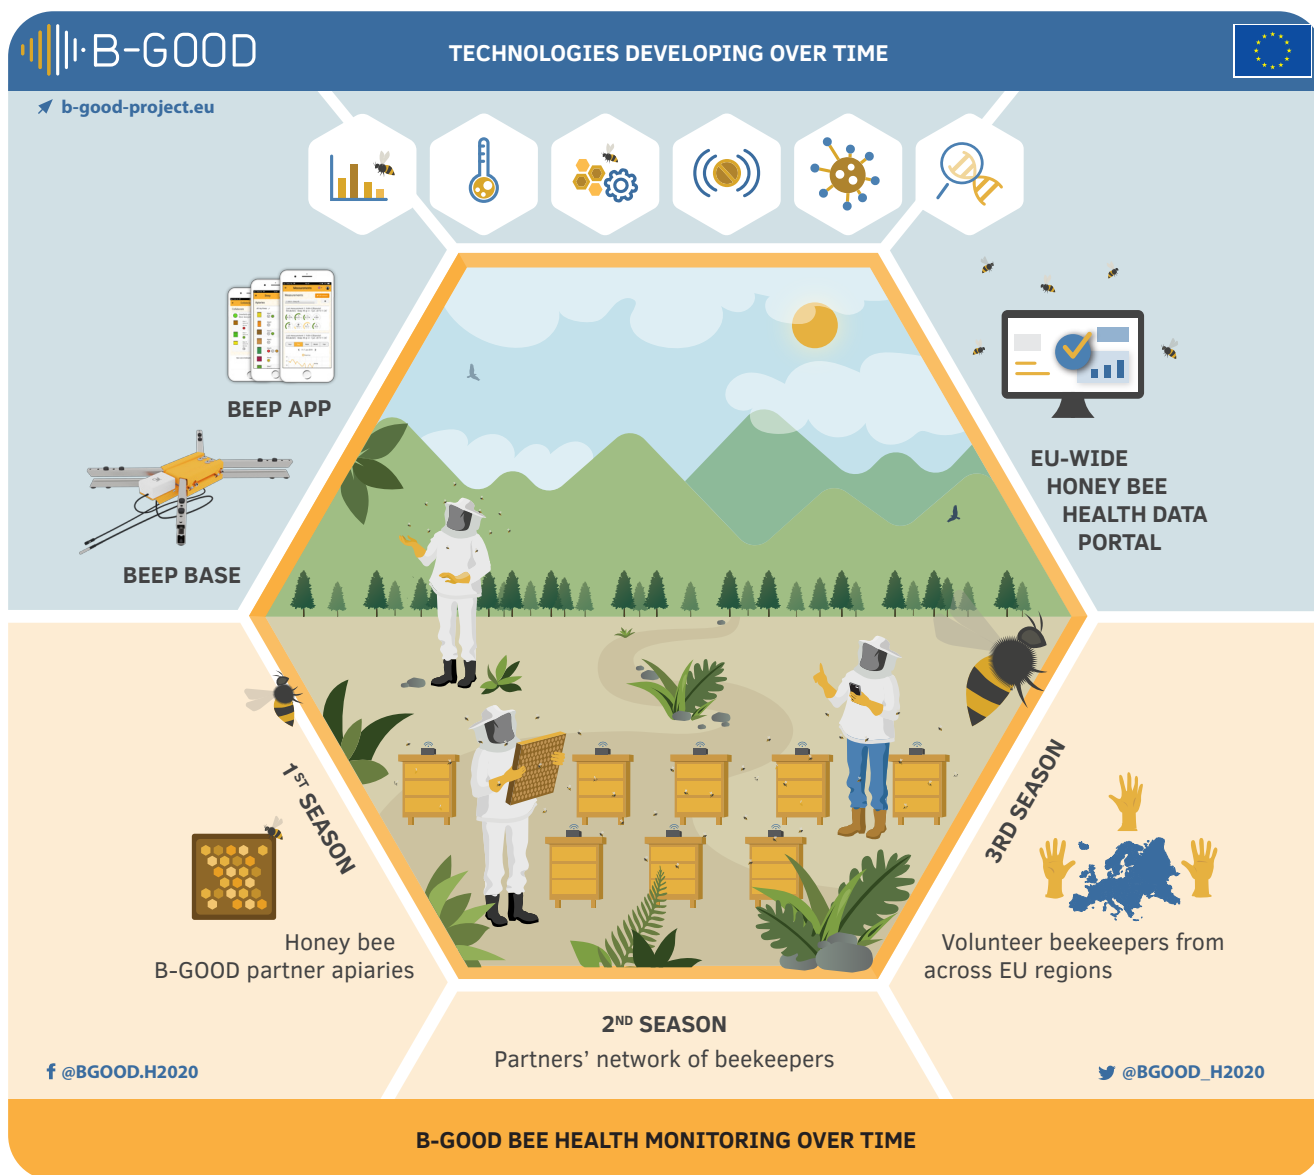 B-GOOD
TECHNOLOGIES DEVELOPING OVER TIME
b-good-project.eu
BEEP APP
BEEP BASE
EU-WIDE
HONEY BEE
HEALTH DATA
PORTAL
1ST SEASON
Honey bee
B-GOOD partner apiaries
2ND SEASON
Partners' network of beekeepers
3RD SEASON
Volunteer beekeepers from
across EU regions
@BGOOD.H2020
@BGOOD_H2020
B-GOOD BEE HEALTH MONITORING OVER TIME